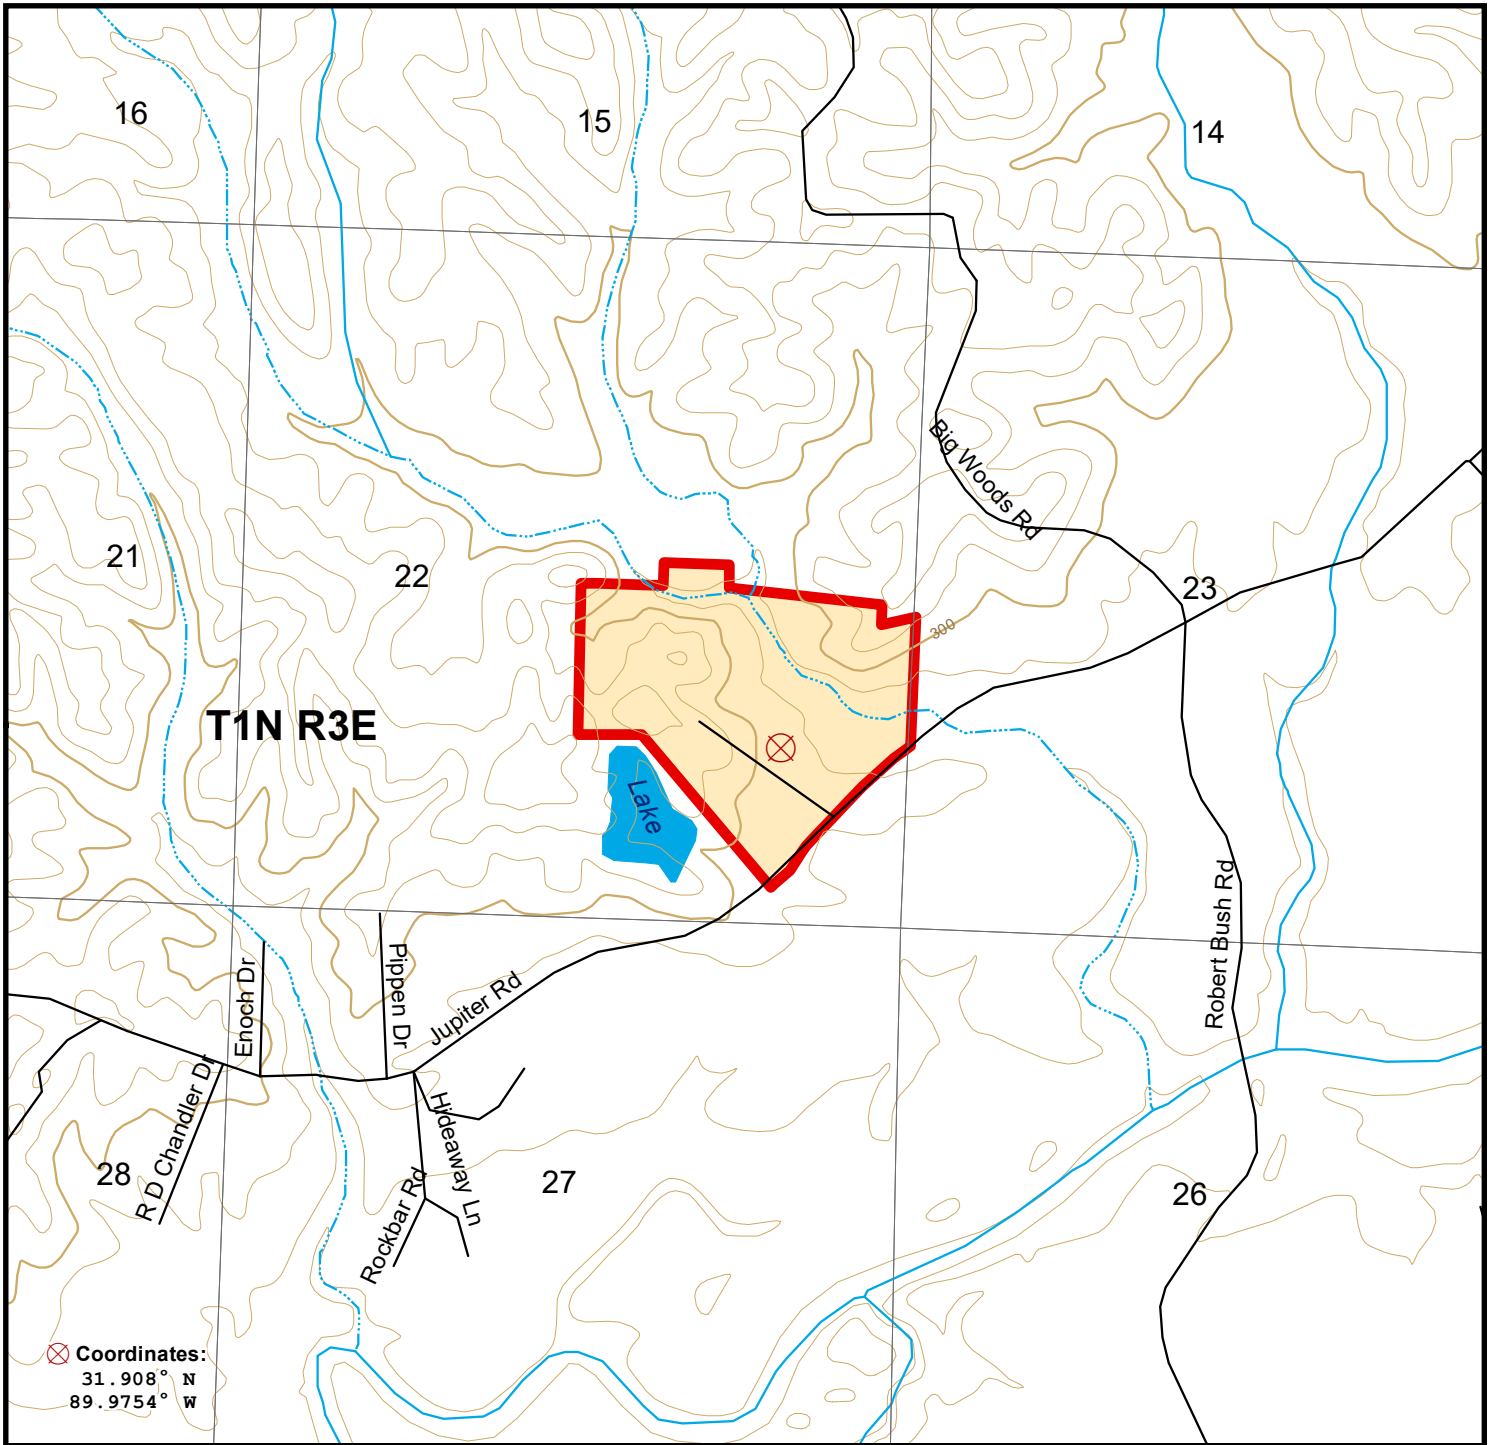 16
15
14
Big Woods Rd
21
22
23
300
T1N R3E
Lake
Robert Bush Rd
Pippen Dr
Enoch Dr
Jupiter Rd
R D Chandler Dr
Hideaway Ln
28
27
Rockbar Rd
26
Coordinates:
31.908° N
89.9754° W